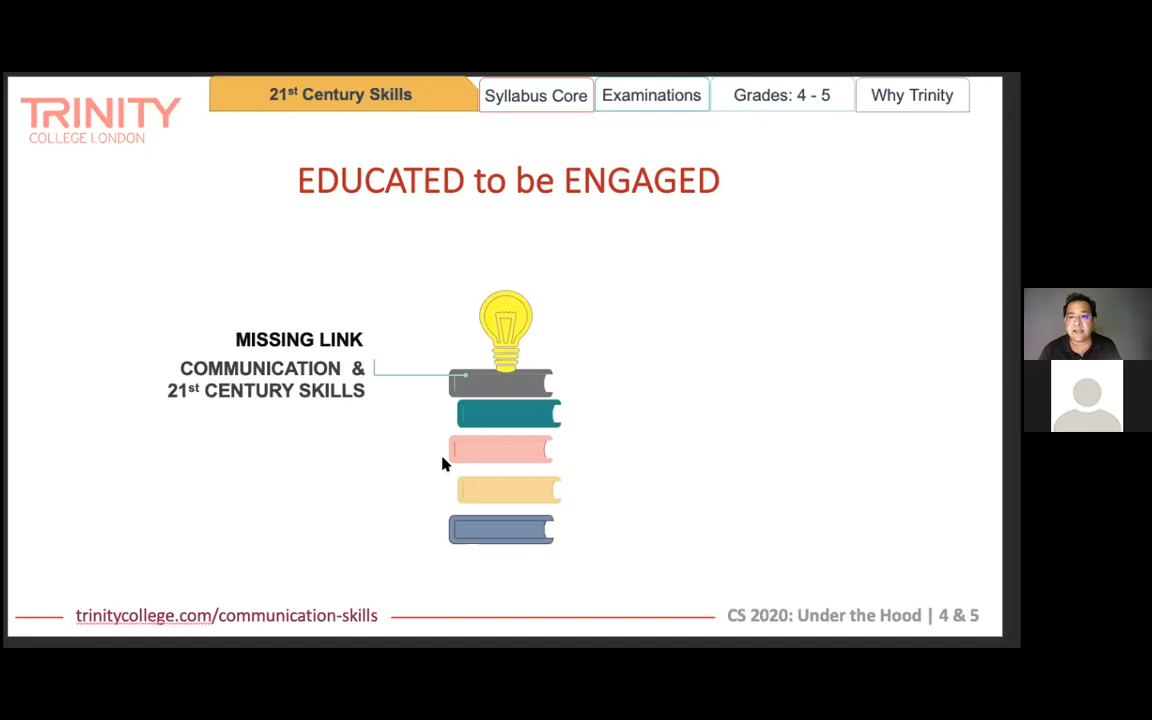 TRINITY
COLLEGE LONDON
21st Century Skills
Syllabus Core
Examinations
Grades: 4 - 5
Why Trinity
EDUCATED to be ENGAGED
MISSING LINK
COMMUNICATION &
21st CENTURY SKILLS
trinitycollege.com/communication-skills
CS 2020: Under the Hood | 4 & 5